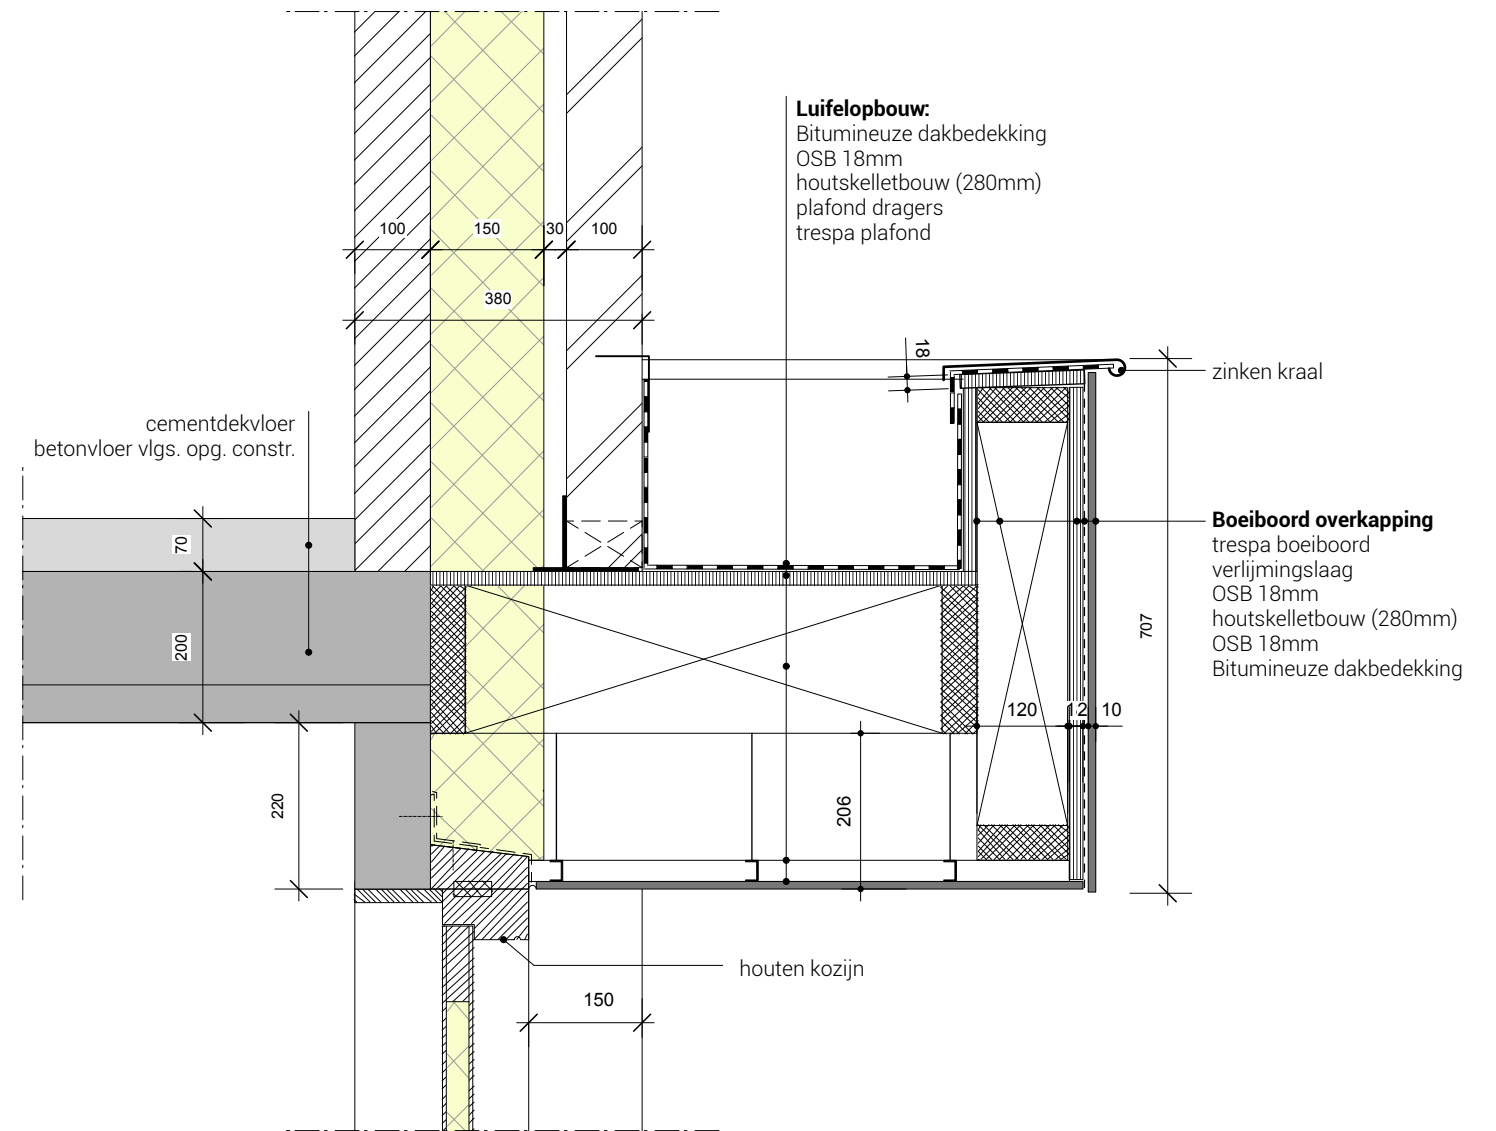 Luifelopbouw:
Bitumineuze dakbedekking
OSB 18mm
houtskelletbouw (280mm)
plafond dragers
trespa plafond
100
150
30
100
380
18
zinken kraal
cementdekvloer
betonvloer vlgs. opg. constr.
70
200
220
Boeiboord overkapping
trespa boeiboord
verlijmingslaag
OSB 18mm
houtskelletbouw (280mm)
OSB 18mm
Bitumineuze dakbedekking
707
120
10
206
houten kozijn
150